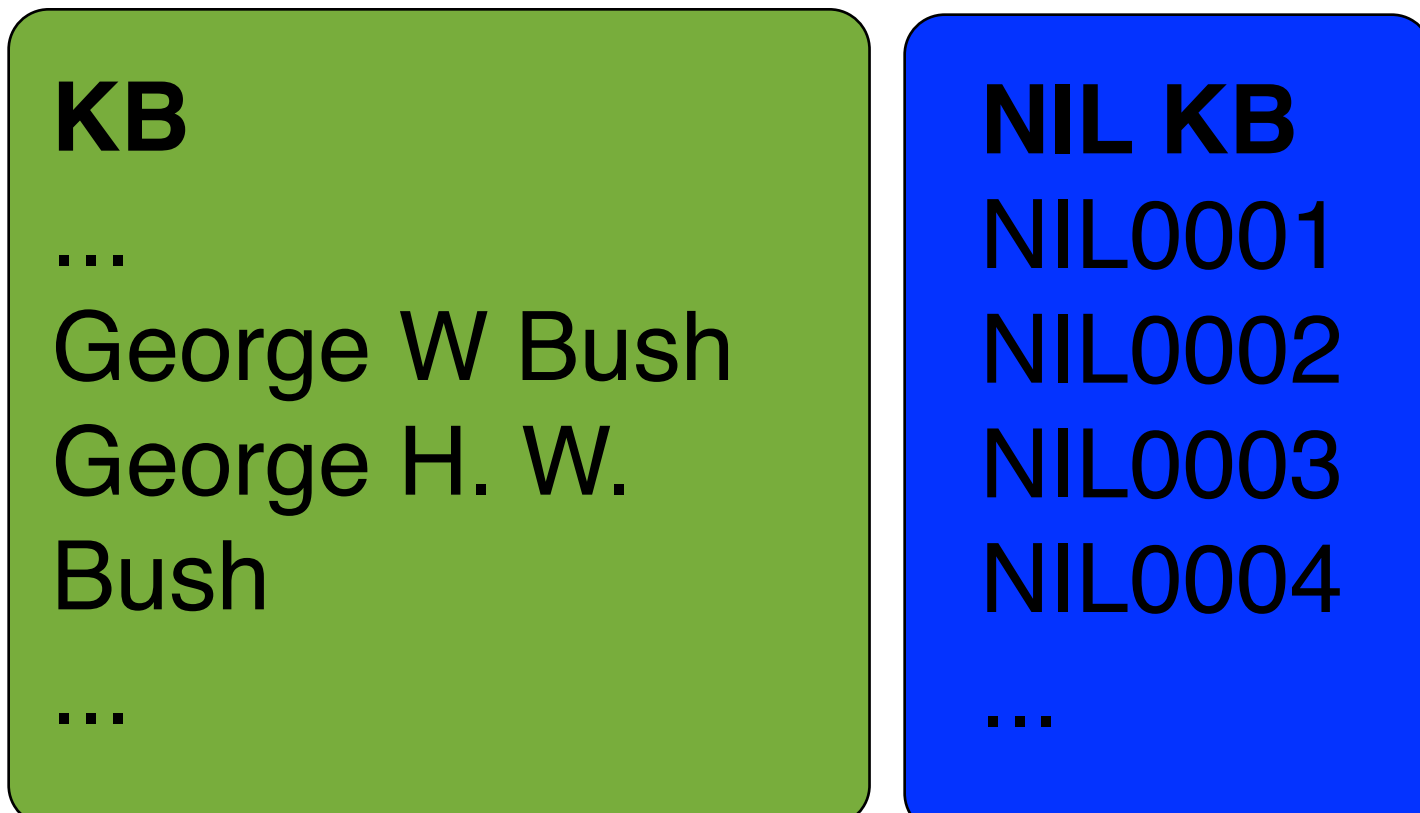 KB
...
George W Bush
George H. W.
Bush
...
NIL KB
NIL0001
NIL0002
NIL0003
NIL0004
...